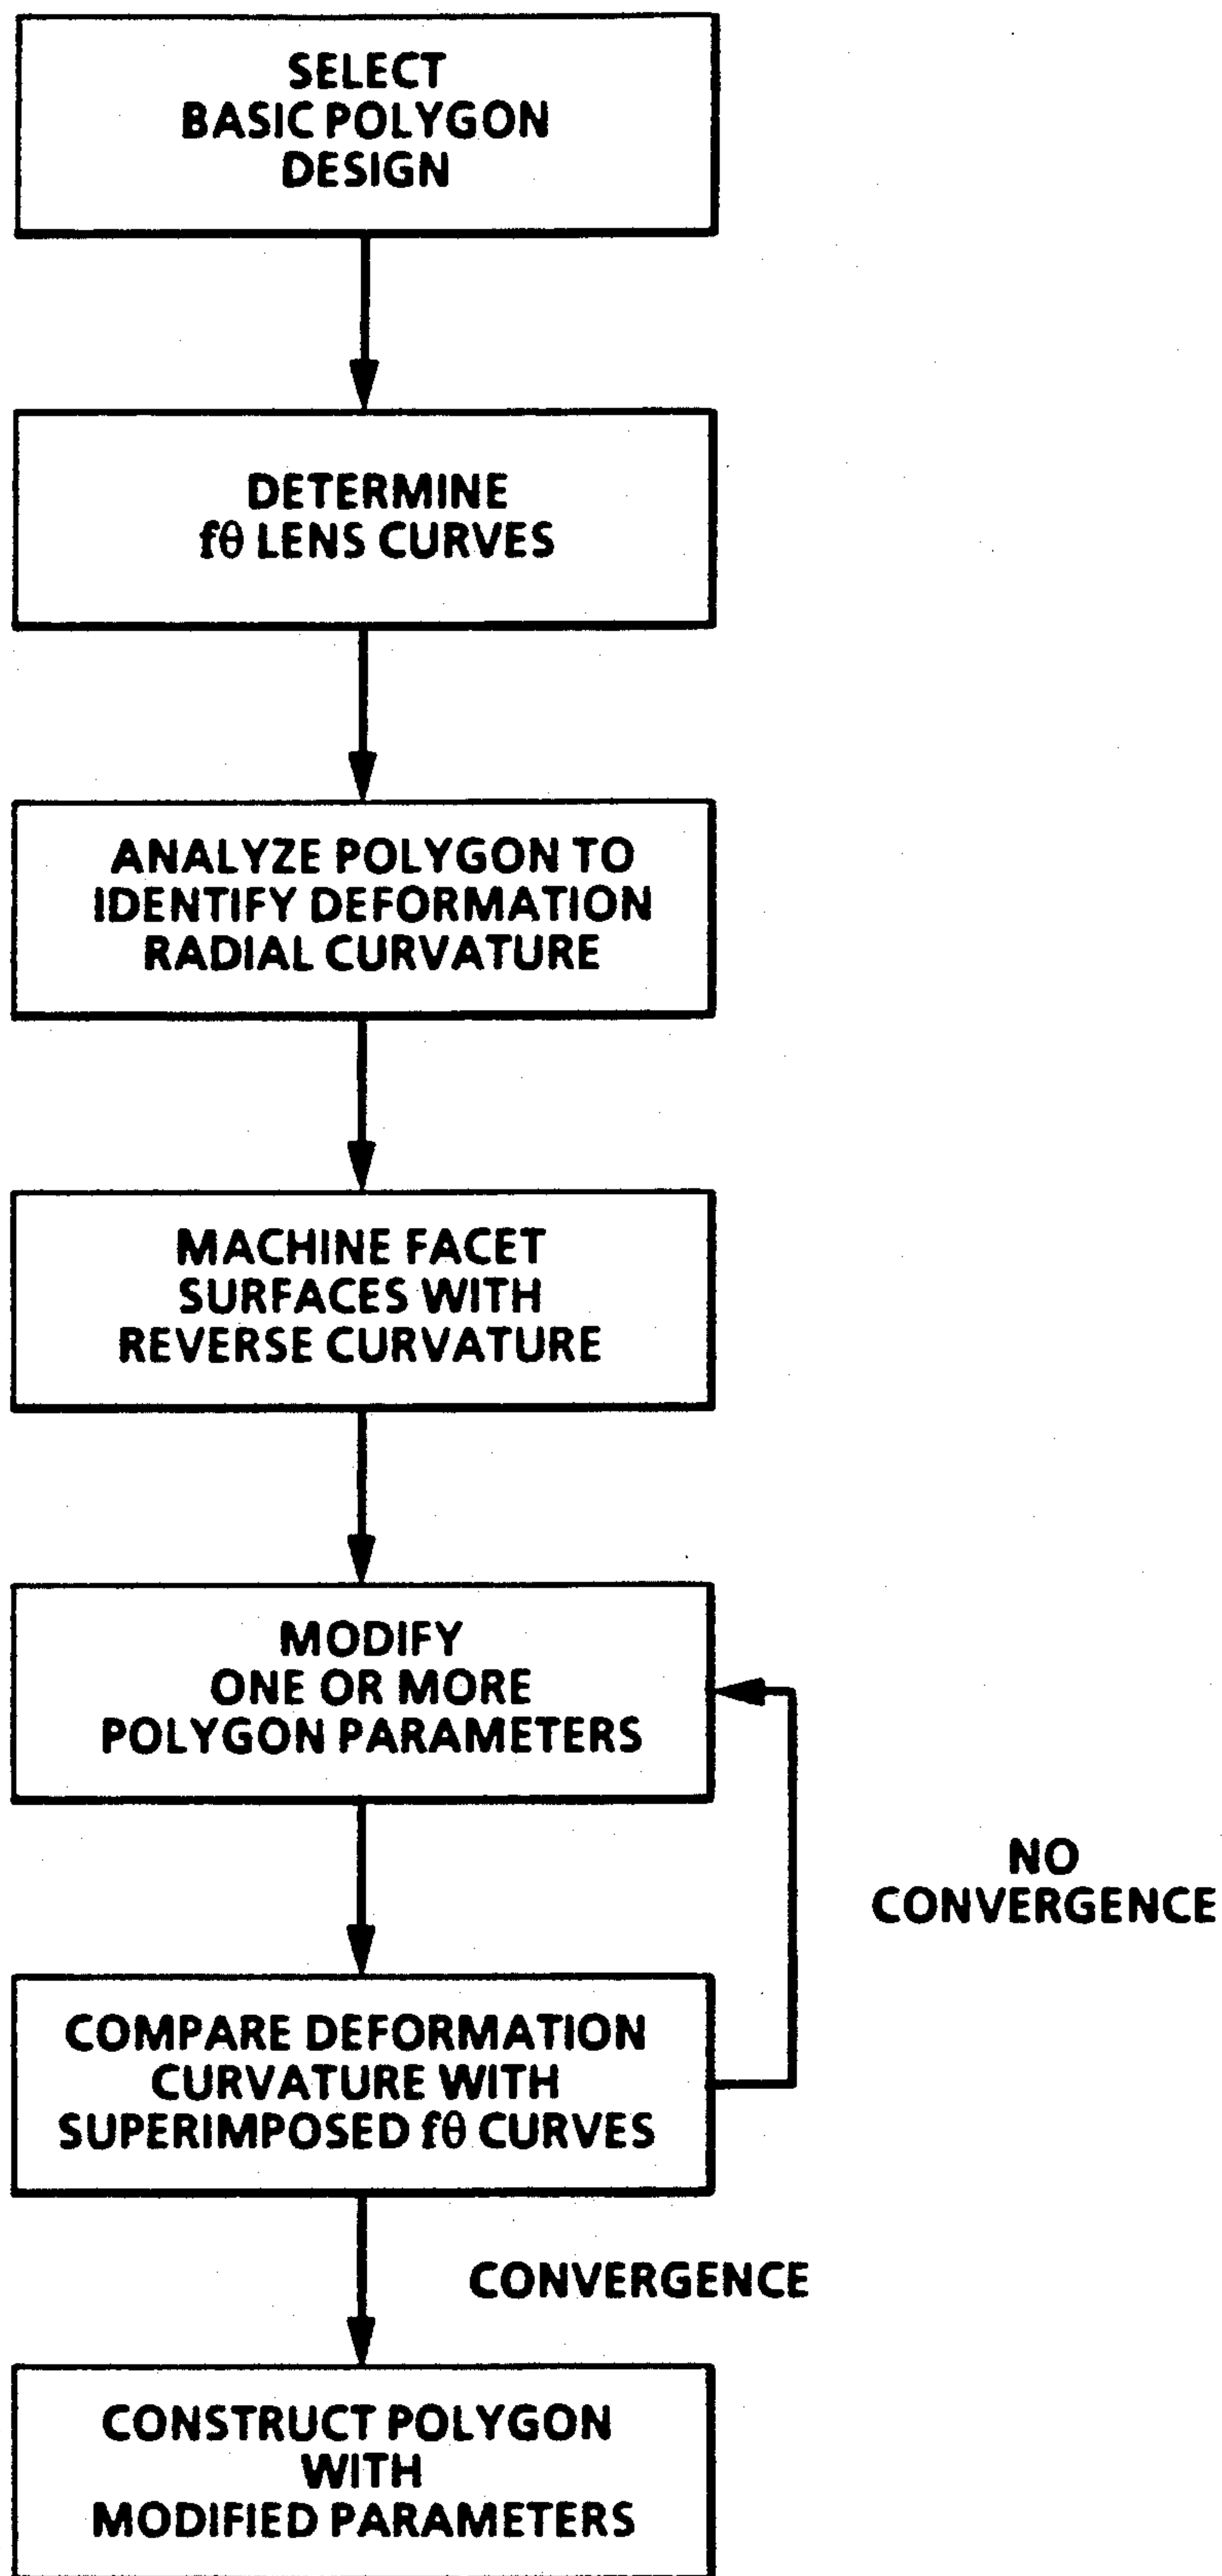 SELECT
BASIC POLYGON
DESIGN
DETERMINE
fθ LENS CURVES
ANALYZE POLYGON TO
IDENTIFY DEFORMATION
RADIAL CURVATURE
MACHINE FACET
SURFACES WITH
REVERSE CURVATURE
MODIFY
ONE OR MORE
POLYGON PARAMETERS
NO
CONVERGENCE
COMPARE DEFORMATION
CURVATURE WITH
SUPERIMPOSED fθ CURVES
CONVERGENCE
CONSTRUCT POLYGON
WITH
MODIFIED PARAMETERS